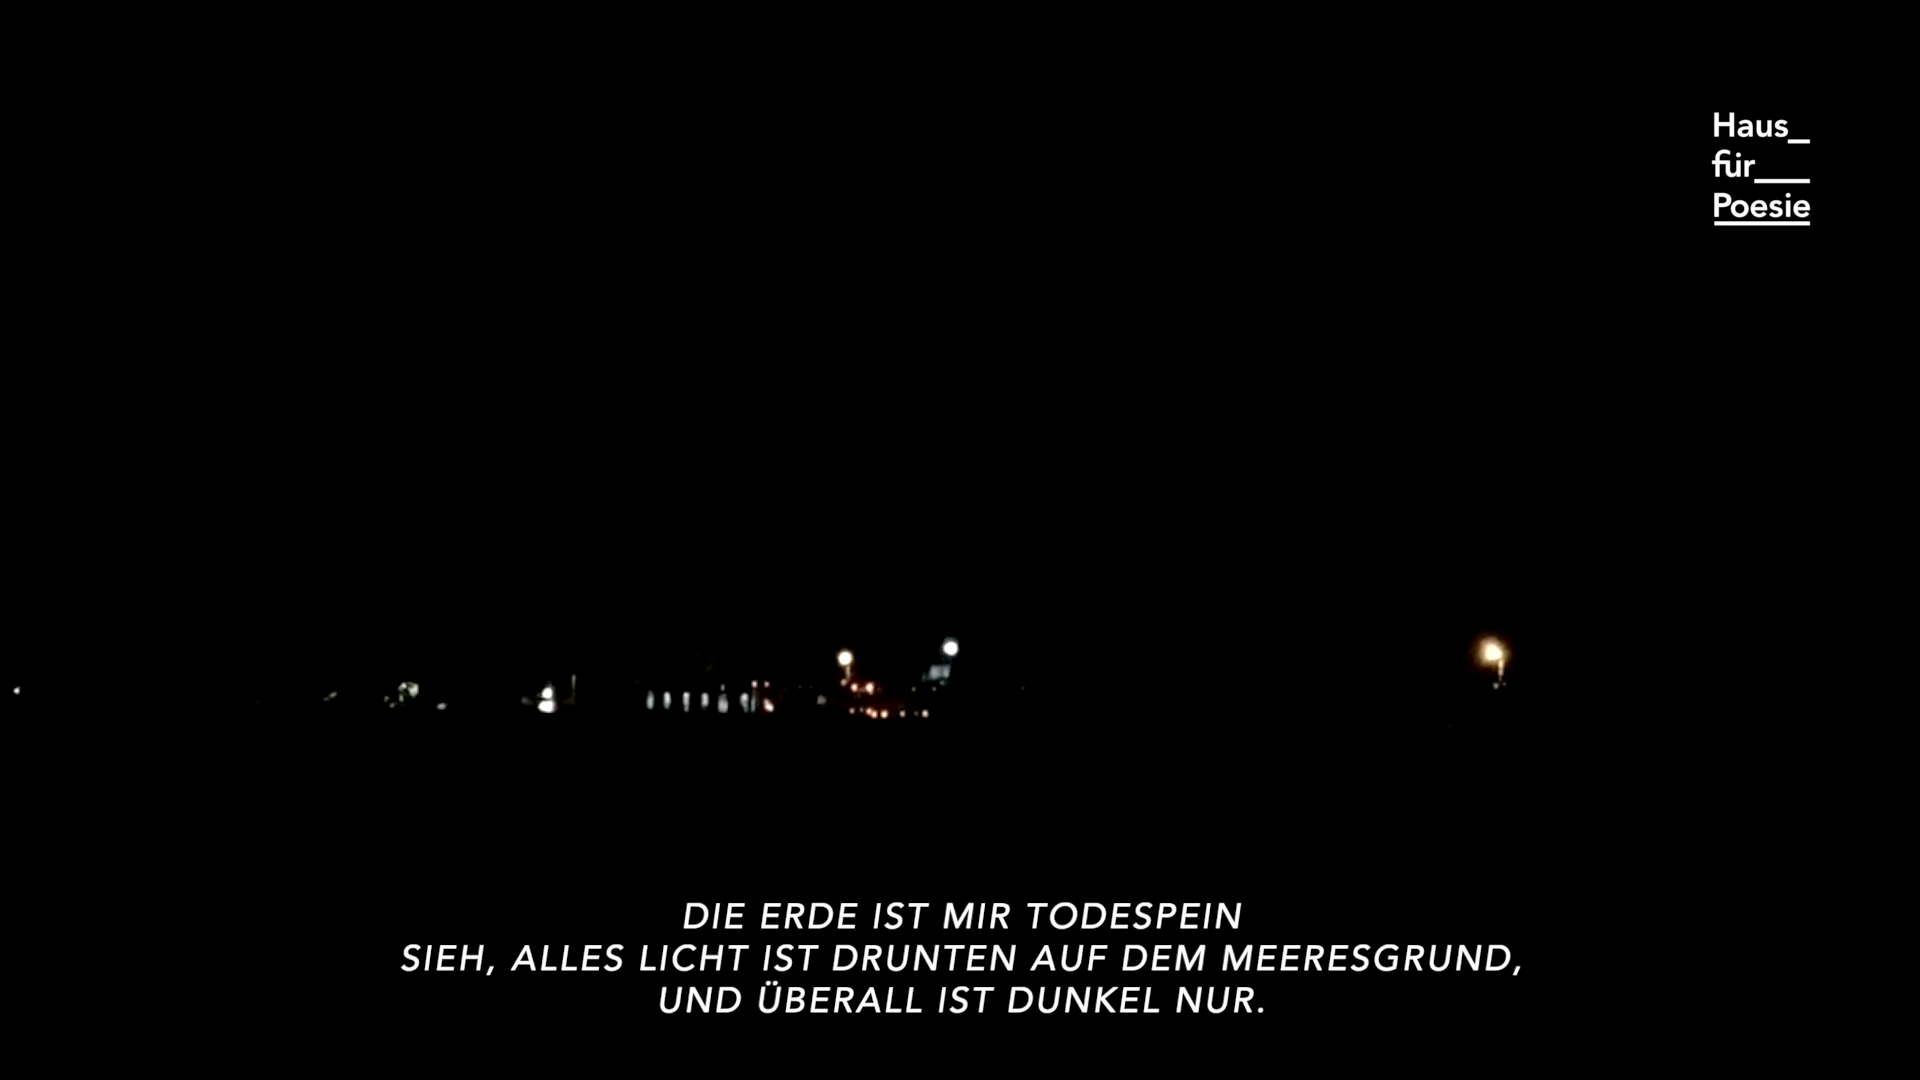 Haus_
für___
Poesie
DIE ERDE IST MIR TODESPEIN
SIEH, ALLES LICHT IST DRUNTEN AUF DEM MEERESGRUND,
UND ÜBERALL IST DUNKEL NUR.